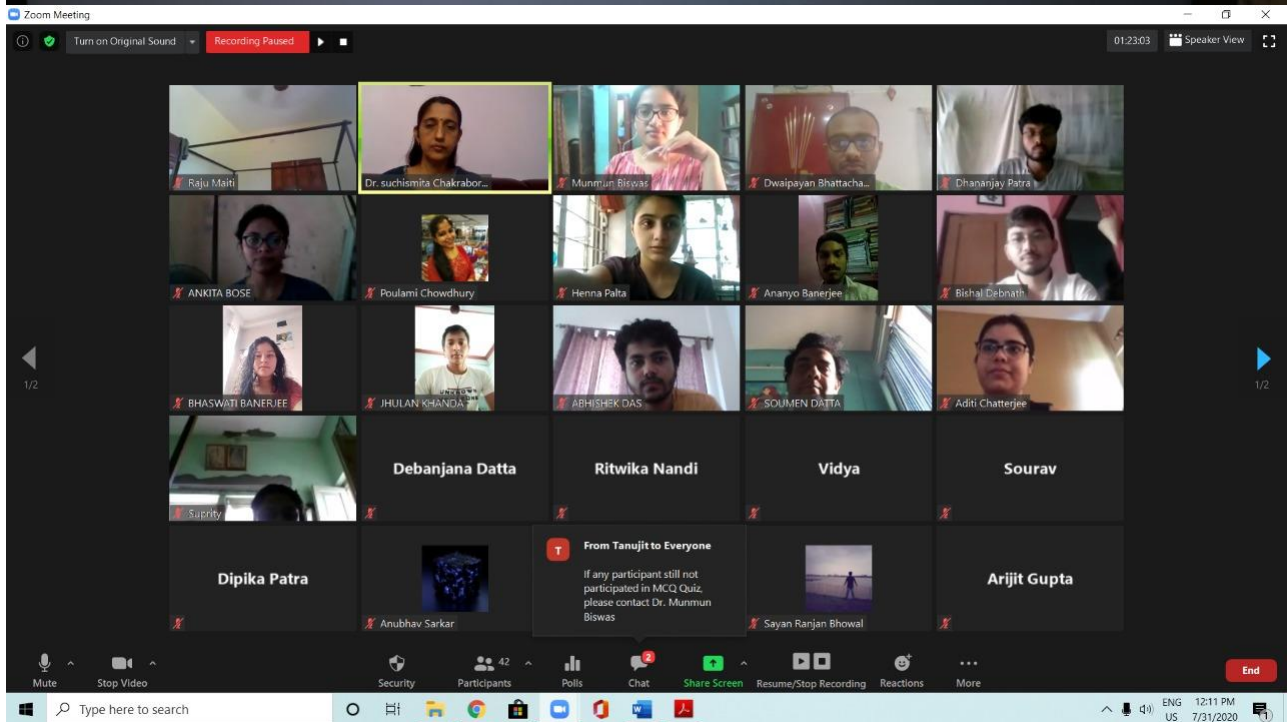 Zoom Meeting
Turn on Original Sound
Recording Paused
01:23:03
Speaker View
Raju Maiti
Dr. suchismita Chakrabor...
Munmun Biswas
Dwaipayan Bhattacha...
Dhananjay Patra
ANKITA BOSE
Poulami Chowdhury
Henna Palta
Ananyo Banerjee
Bishal Debnath
1/2
1/2
BHASWATI BANERJEE
JHULAN KHANDA
ABHISHEK DAS
SOUMEN DATTA
Aditi Chatterjee
Suprity
Debanjana Datta
Ritwika Nandi
Vidya
Sourav
Dipika Patra
Anubhav Sarkar
T
From Tanujit to Everyone
If any participant still not
participated in MCQ Quiz,
please contact Dr. Munmun
Biswas
Sayan Ranjan Bhowal
Arijit Gupta
Mute
Stop Video
Security
42
Participants
Polls
2
Chat
Share Screen
Resume/Stop Recording
Reactions
More
End
Type here to search
ENG
US
12:11 PM
7/31/2020